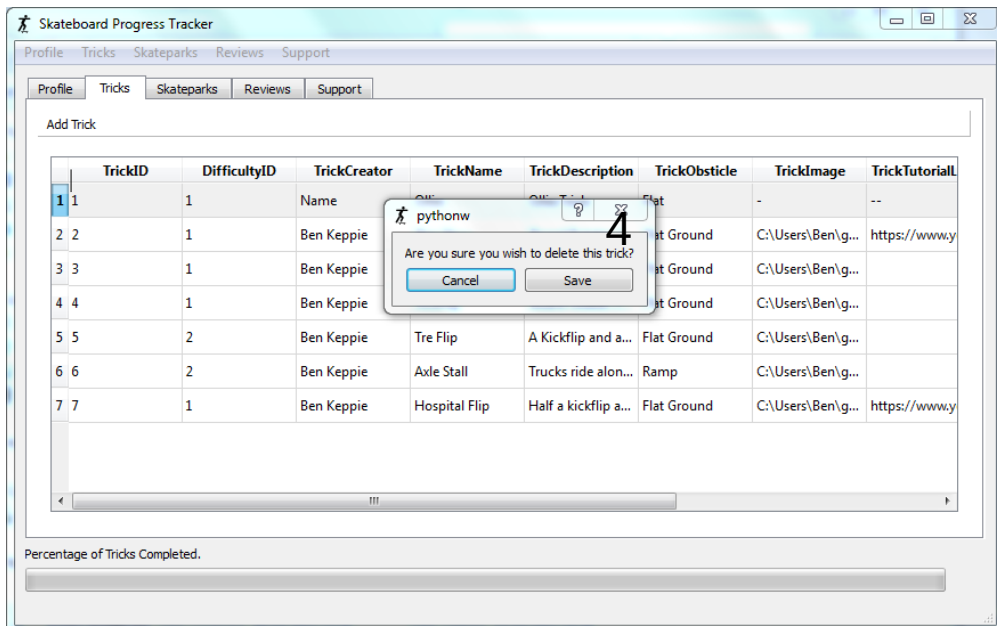 Skateboard Progress Tracker
Profile Tricks Skateparks Reviews Support
Profile Tricks Skateparks Reviews Support
Add Trick
TrickID DifficultyID TrickCreator TrickName TrickDescription TrickObsticle TrickImage TrickTutorialL
1 1 1 Name - --
pythonw
4
2 2 1 Ben Keppie at Ground C:\Users\Ben\g... https://www.y
Are you sure you wish to delete this trick?
3 3 1 Ben Keppie at Ground C:\Users\Ben\g...
Cancel Save
4 4 1 Ben Keppie at Ground C:\Users\Ben\g...
5 5 2 Ben Keppie Tre Flip A Kickflip and a... Flat Ground C:\Users\Ben\g...
6 6 2 Ben Keppie Axle Stall Trucks ride alon... Ramp C:\Users\Ben\g...
7 7 1 Ben Keppie Hospital Flip Half a kickflip a... Flat Ground C:\Users\Ben\g... https://www.y
Percentage of Tricks Completed.